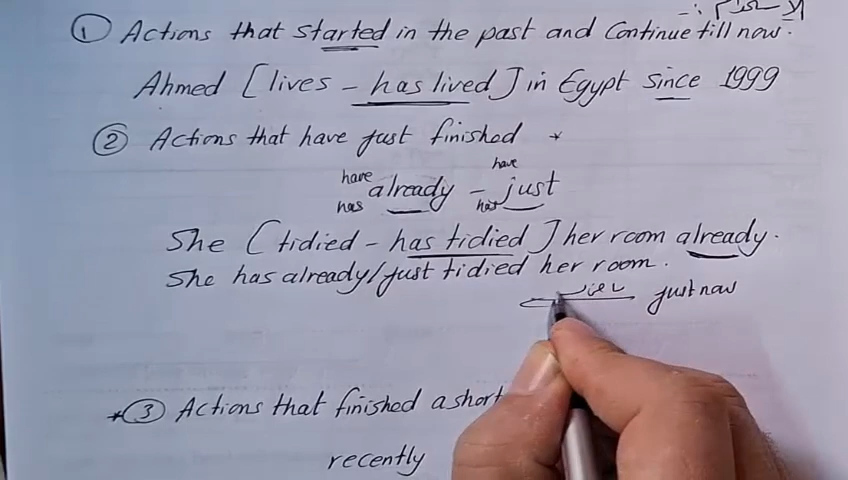 الاستخدام :-
① Actions that started in the past and Continue till now.
Ahmed [lives - has lived] in Egypt since 1999
② Actions that have just finished *
have already - have just
has has
She [tidied - has tidied] her room already.
She has already/just tidied her room.
just now
*③ Actions that finished a short
recently